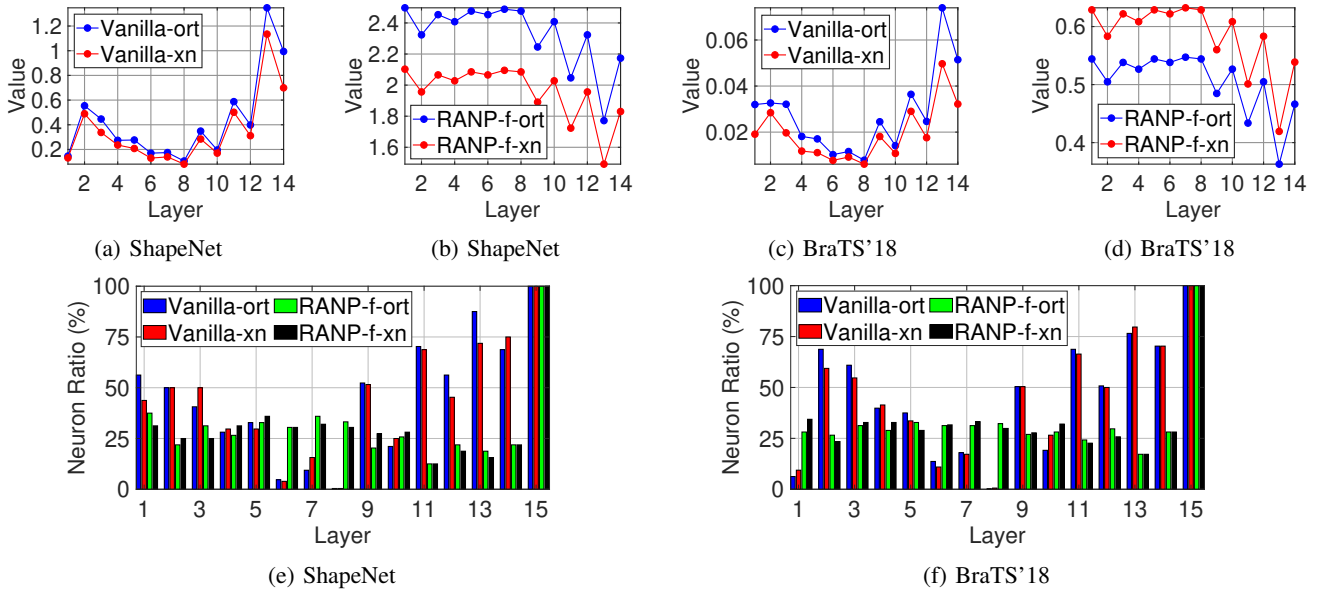 Value
1.2
1
0.8
0.6
0.4
0.2
Vanilla-ort
Vanilla-xn
2 4 6 8 10 12 14
Layer
(a) ShapeNet
Value
2.4
2.2
2
1.8
1.6
RANP-f-ort
RANP-f-xn
2 4 6 8 10 12 14
Layer
(b) ShapeNet
Value
0.06
0.04
0.02
Vanilla-ort
Vanilla-xn
2 4 6 8 10 12 14
Layer
(c) BraTS'18
Value
0.6
0.5
0.4
RANP-f-ort
RANP-f-xn
2 4 6 8 10 12 14
Layer
(d) BraTS'18
Neuron Ratio (%)
100
75
50
25
0
Vanilla-ort RANP-f-ort
Vanilla-xn RANP-f-xn
1 3 5 7 9 11 13 15
Layer
(e) ShapeNet
Neuron Ratio (%)
100
75
50
25
0
Vanilla-ort RANP-f-ort
Vanilla-xn RANP-f-xn
1 3 5 7 9 11 13 15
Layer
(f) BraTS'18